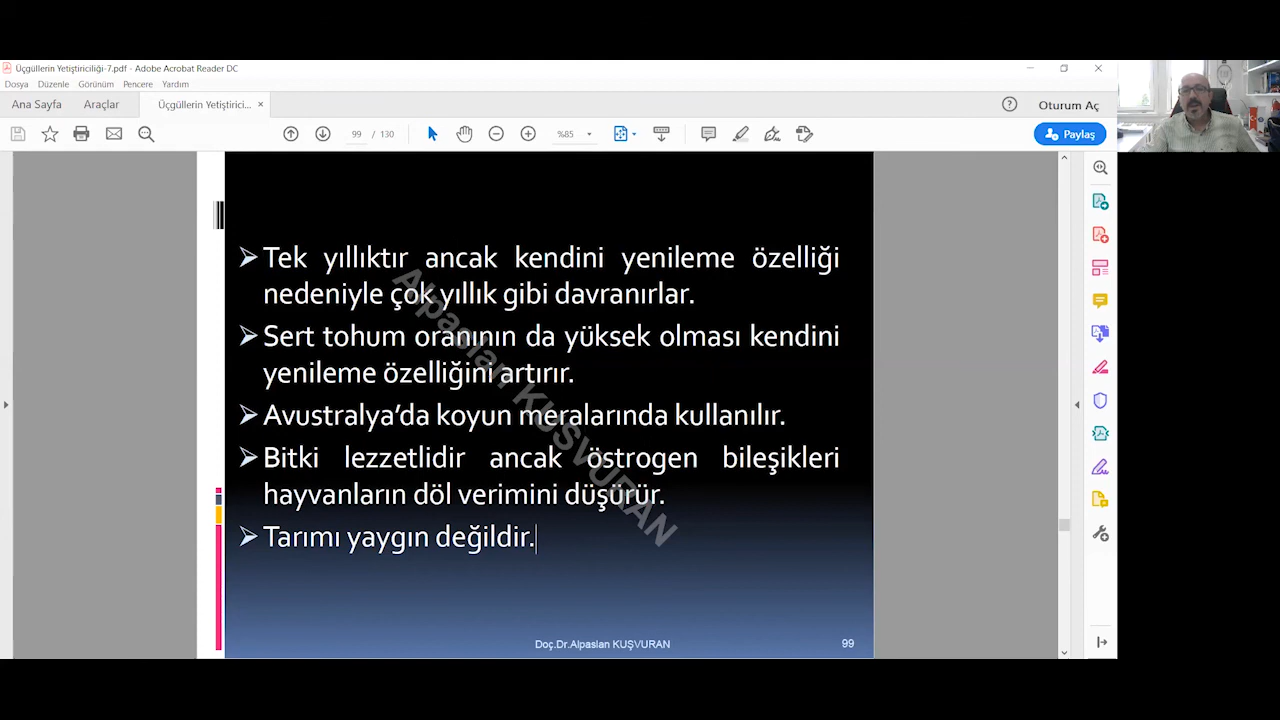 Üçgüllerin Yetiştiriciliği-7.pdf - Adobe Acrobat Reader DC
Dosya Düzenle Görünüm Pencere Yardım
Ana Sayfa Araçlar Üçgüllerin Yetiştirici... × Oturum Aç
99 / 130 %85 Paylaş
Tek yıllıktır ancak kendini yenileme özelliği
nedeniyle çok yıllık gibi davranırlar.
Sert tohum oranının da yüksek olması kendini
yenileme özelliğini artırır.
Avustralya’da koyun meralarında kullanılır.
Bitki lezzetlidir ancak östrogen bileşikleri
hayvanların döl verimini düşürür.
Tarımı yaygın değildir.
Alpaslan KUŞVURAN
Doç.Dr.Alpaslan KUŞVURAN 99